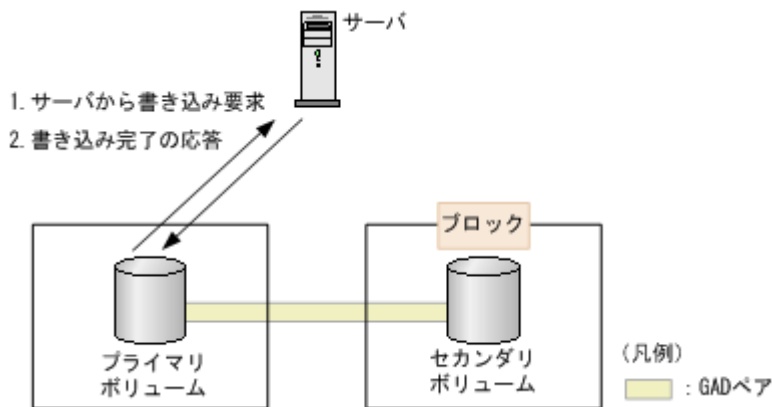 サーバ
1. サーバから書き込み要求
2. 書き込み完了の応答
ブロック
プライマリ
ボリューム
セカンダリ
ボリューム
(凡例)
: GADペア